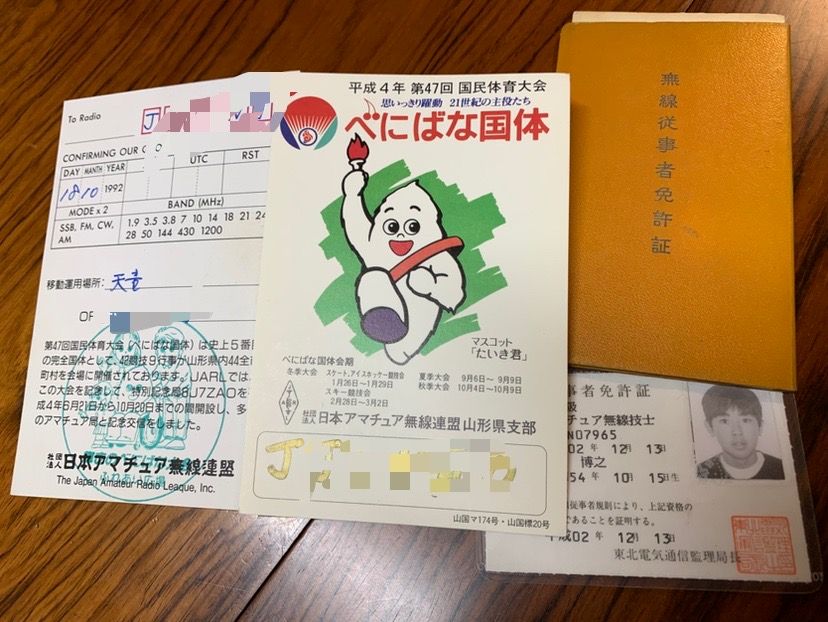 To Radio
J
CONFIRMING OUR
DAY MONTH YEAR UTC RST
18 10 1992
MODE x 2 BAND (MHz)
SSB, FM, CW, AM
1.9 3.5 3.8 7 10 14 18 21 24
28 50 144 430 1200
移動運用場所: 天童
OF
第47回国民体育大会(べにばな国体)は史上5番目
の完全国体として、42競技9行事が山形県内44全
町村を会場に開催されております。JARLでは、
この大会を記念して、特別記念局8J7ZAOを
成4年6月21日から10月29日までの間開設し、多
のアマチュア局と記念交信をしました。
社団法人 日本アマチュア無線連盟
The Japan Amateur Radio League, Inc.
ふれあい広場
平成4年 第47回 国民体育大会
思いっきり躍動 21世紀の主役たち
べにばな国体
マスコット
「たいき君」
べにばな国体会期
冬季大会 スケート、アイスホッケー競技会
1月26日〜1月29日
スキー競技会
2月28日〜3月2日
夏季大会 9月6日〜9月9日
秋季大会 10月4日〜10月9日
社団法人 日本アマチュア無線連盟山形県支部
J
山国マ174号・山国標20号
無線従事者免許証
事者免許証
級
チュア無線技士
N07965
02年 12月 13日
博之
54年 10月 15日生
従事者規則により、上記資格の
であることを証明する。
平成02年 12月 13日
東北電気通信監理局長